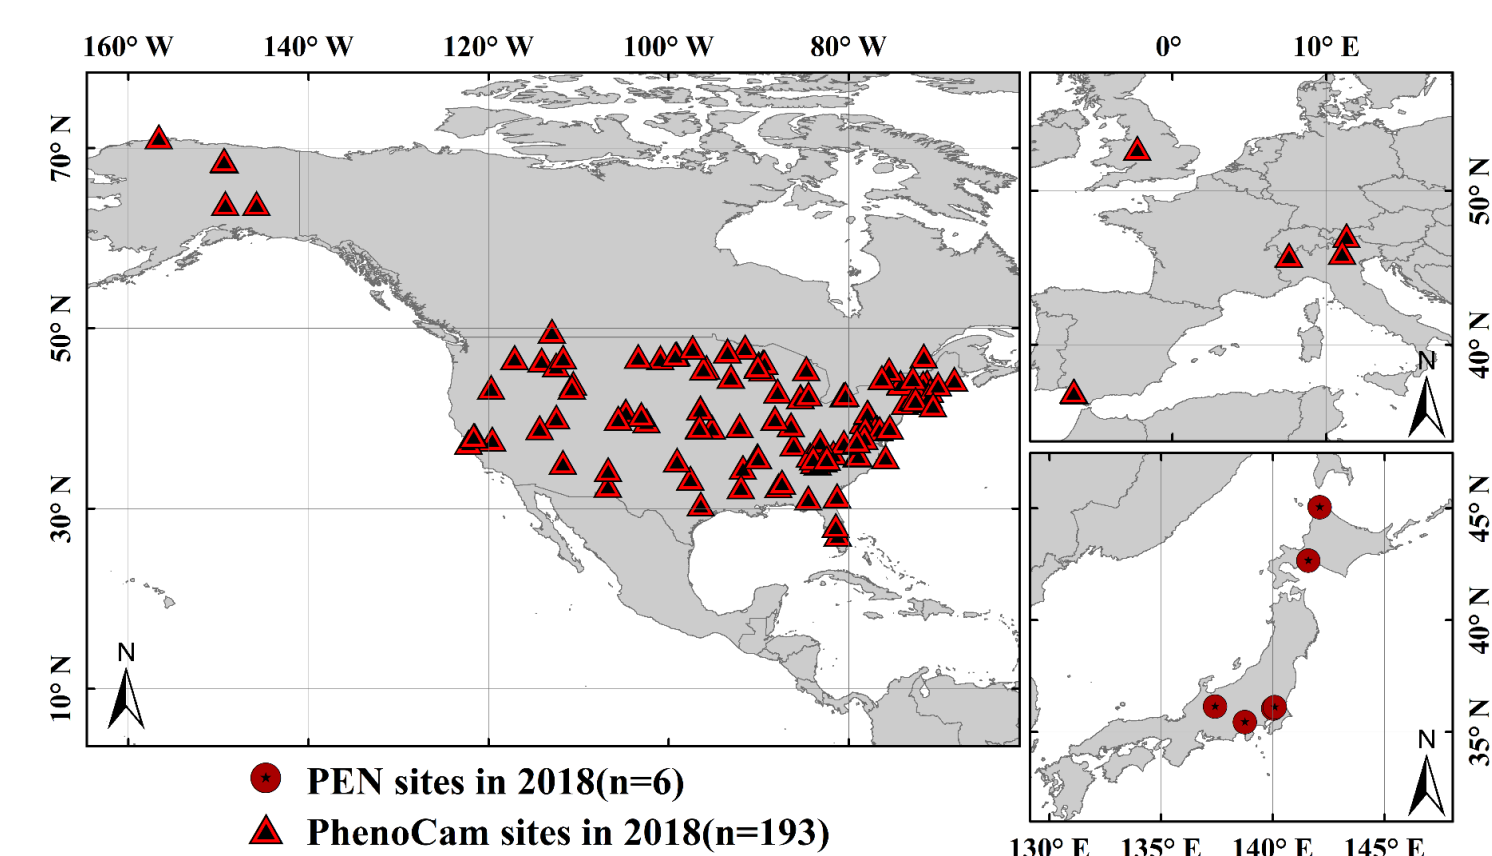 160° W 140° W 120° W 100° W 80° W
0° 10° E
70° N
50° N
30° N
10° N
50° N
40° N
45° N
40° N
35° N
N
N
N
PEN sites in 2018(n=6)
PhenoCam sites in 2018(n=193)
130° E 135° E 140° E 145° E